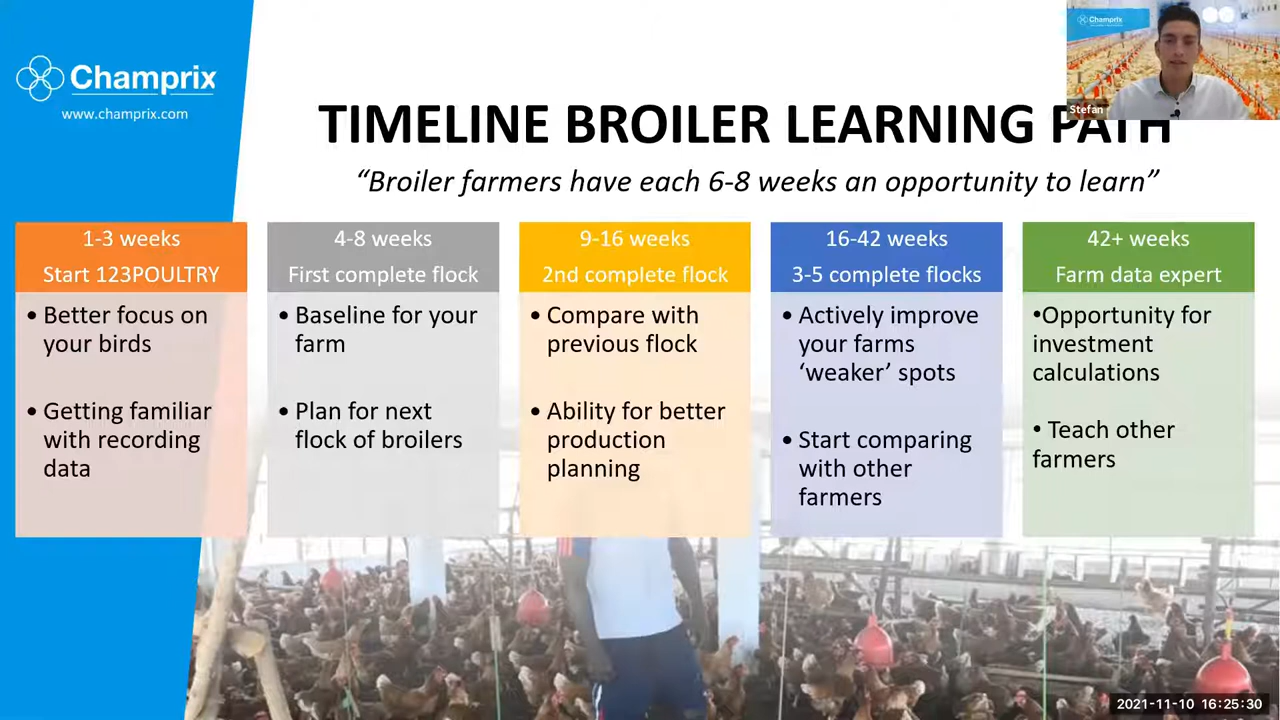 Champrix
www.champrix.com
Champrix
Stefan
TIMELINE BROILER LEARNING PATH
“Broiler farmers have each 6-8 weeks an opportunity to learn”
1-3 weeks
Start 123POULTRY
• Better focus on
your birds
• Getting familiar
with recording
data
4-8 weeks
First complete flock
• Baseline for your
farm
• Plan for next
flock of broilers
9-16 weeks
2nd complete flock
• Compare with
previous flock
• Ability for better
production
planning
16-42 weeks
3-5 complete flocks
• Actively improve
your farms
‘weaker’ spots
• Start comparing
with other
farmers
42+ weeks
Farm data expert
•Opportunity for
investment
calculations
• Teach other
farmers
2021-11-10 16:25:30